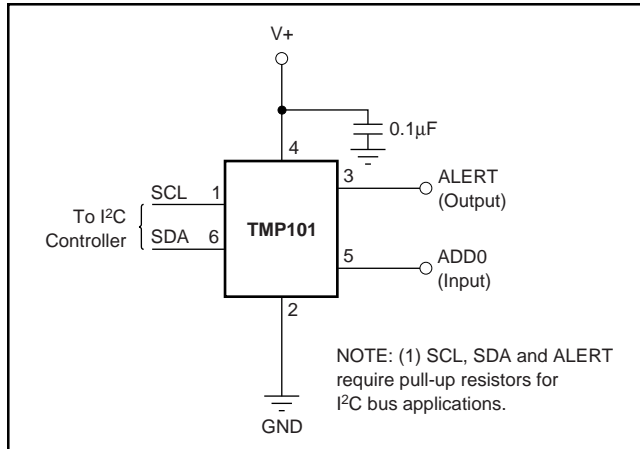 V+
0.1μF
4
SCL 1
3 ALERT
(Output)
To I²C
Controller
TMP101
SDA 6
5 ADD0
(Input)
2
NOTE: (1) SCL, SDA and ALERT
require pull-up resistors for
I²C bus applications.
GND